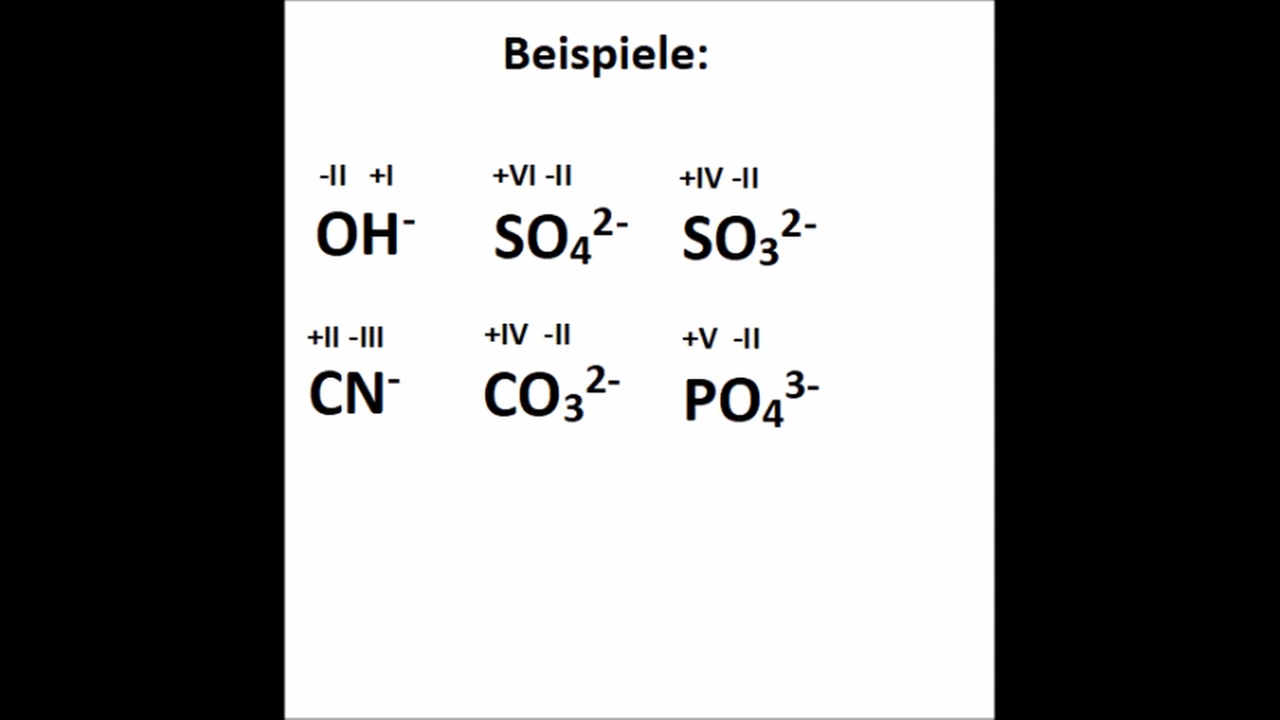 Beispiele:
-II +I +VI -II +IV -II
OH⁻ SO₄²⁻ SO₃²⁻
+II -III +IV -II +V -II
CN⁻ CO₃²⁻ PO₄³⁻